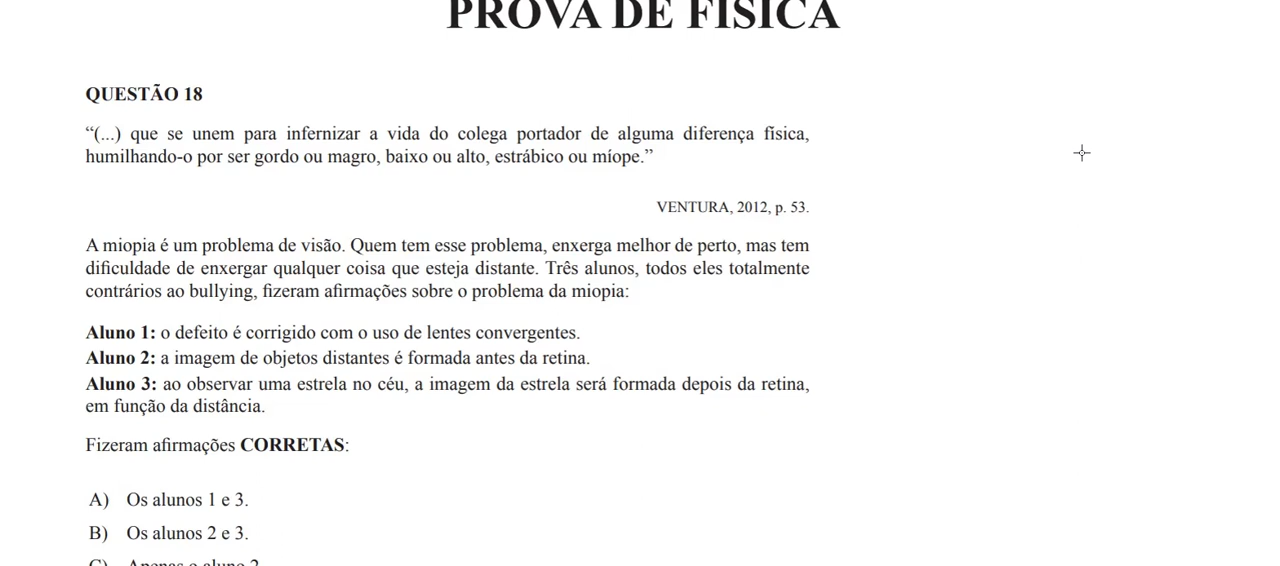 PROVA DE FÍSICA
QUESTÃO 18
“(...) que se unem para infernizar a vida do colega portador de alguma diferença física,
humilhando-o por ser gordo ou magro, baixo ou alto, estrábico ou míope.”
VENTURA, 2012, p. 53.
A miopia é um problema de visão. Quem tem esse problema, enxerga melhor de perto, mas tem
dificuldade de enxergar qualquer coisa que esteja distante. Três alunos, todos eles totalmente
contrários ao bullying, fizeram afirmações sobre o problema da miopia:
Aluno 1: o defeito é corrigido com o uso de lentes convergentes.
Aluno 2: a imagem de objetos distantes é formada antes da retina.
Aluno 3: ao observar uma estrela no céu, a imagem da estrela será formada depois da retina,
em função da distância.
Fizeram afirmações CORRETAS:
A) Os alunos 1 e 3.
B) Os alunos 2 e 3.
C) Apenas o aluno 2